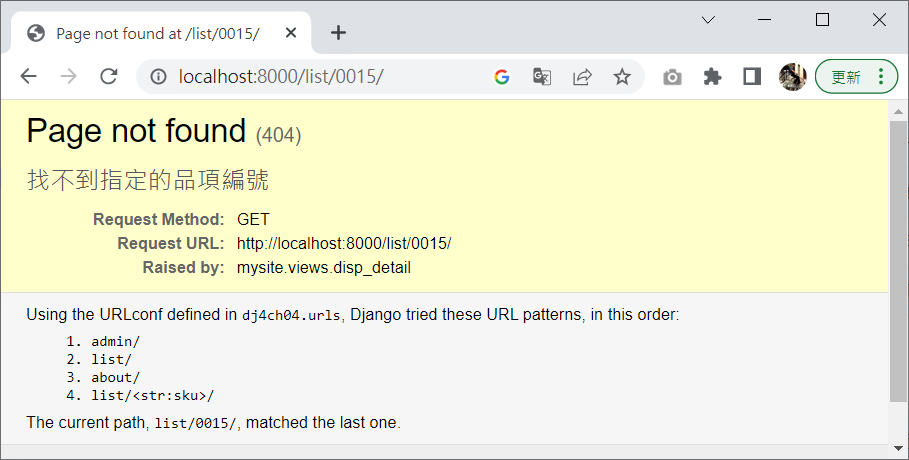 Page not found at /list/0015/
localhost:8000/list/0015/
更新
Page not found (404)
找不到指定的品項編號
Request Method: GET
Request URL: http://localhost:8000/list/0015/
Raised by: mysite.views.disp_detail
Using the URLconf defined in dj4ch04.urls, Django tried these URL patterns, in this order:
1. admin/
2. list/
3. about/
4. list/<str:sku>/
The current path, list/0015/, matched the last one.